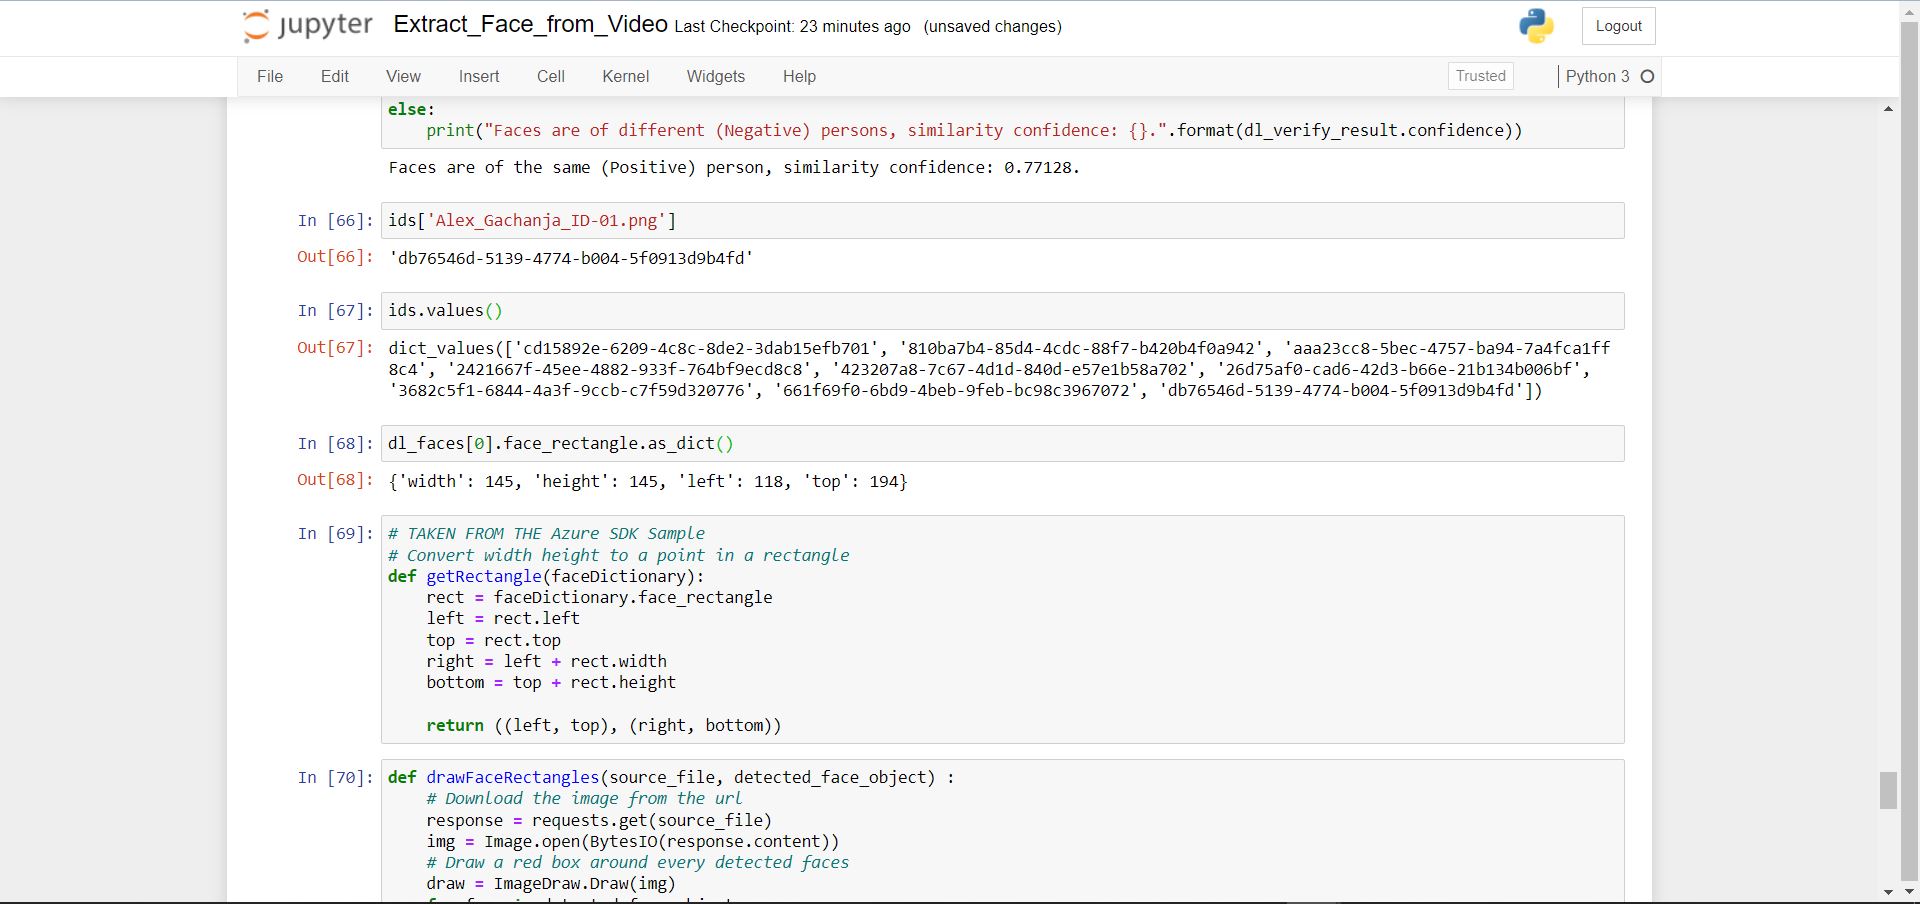 jupyter Extract_Face_from_Video Last Checkpoint: 23 minutes ago (unsaved changes) Logout
File Edit View Insert Cell Kernel Widgets Help Trusted Python 3
else:
    print("Faces are of different (Negative) persons, similarity confidence: {}.".format(dl_verify_result.confidence))
Faces are of the same (Positive) person, similarity confidence: 0.77128.
In [66]: ids['Alex_Gachanja_ID-01.png']
Out[66]: 'db76546d-5139-4774-b004-5f0913d9b4fd'
In [67]: ids.values()
Out[67]: dict_values(['cd15892e-6209-4c8c-8de2-3dab15efb701', '810ba7b4-85d4-4cdc-88f7-b420b4f0a942', 'aaa23cc8-5bec-4757-ba94-7a4fca1ff
8c4', '2421667f-45ee-4882-933f-764bf9ecd8c8', '423207a8-7c67-4d1d-840d-e57e1b58a702', '26d75af0-cad6-42d3-b66e-21b134b006bf',
'3682c5f1-6844-4a3f-9ccb-c7f59d320776', '661f69f0-6bd9-4beb-9feb-bc98c3967072', 'db76546d-5139-4774-b004-5f0913d9b4fd'])
In [68]: dl_faces[0].face_rectangle.as_dict()
Out[68]: {'width': 145, 'height': 145, 'left': 118, 'top': 194}
In [69]: # TAKEN FROM THE Azure SDK Sample
# Convert width height to a point in a rectangle
def getRectangle(faceDictionary):
    rect = faceDictionary.face_rectangle
    left = rect.left
    top = rect.top
    right = left + rect.width
    bottom = top + rect.height
    return ((left, top), (right, bottom))
In [70]: def drawFaceRectangles(source_file, detected_face_object) :
    # Download the image from the url
    response = requests.get(source_file)
    img = Image.open(BytesIO(response.content))
    # Draw a red box around every detected faces
    draw = ImageDraw.Draw(img)